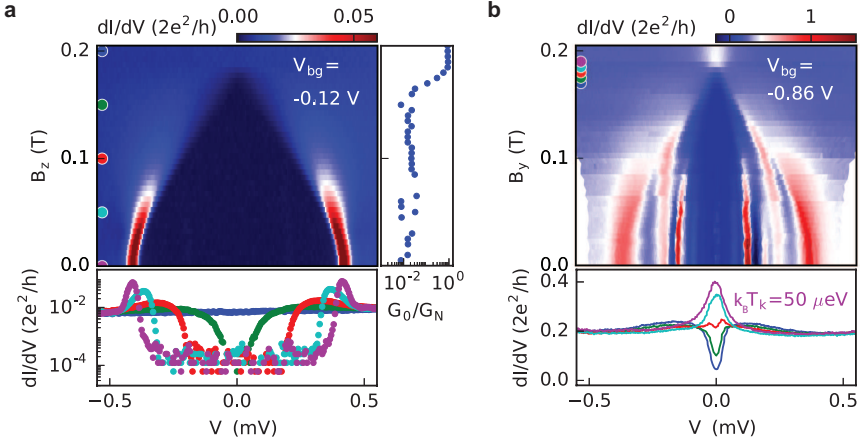 a
dI/dV (2e²/h)
0.00
0.05
V_bg=
-0.12 V
0.2
0.1
0.0
B_z (T)
10⁻² 10⁰
G₀/G_N
10⁻²
10⁻⁴
dI/dV (2e²/h)
−0.5 0.0 0.5
V (mV)
b
dI/dV (2e²/h)
0 1
V_bg=
-0.86 V
0.2
0.1
0.0
B_y (T)
k_BT_k=50 μeV
0.4
0.2
0.0
dI/dV (2e²/h)
−0.5 0.0 0.5
V (mV)